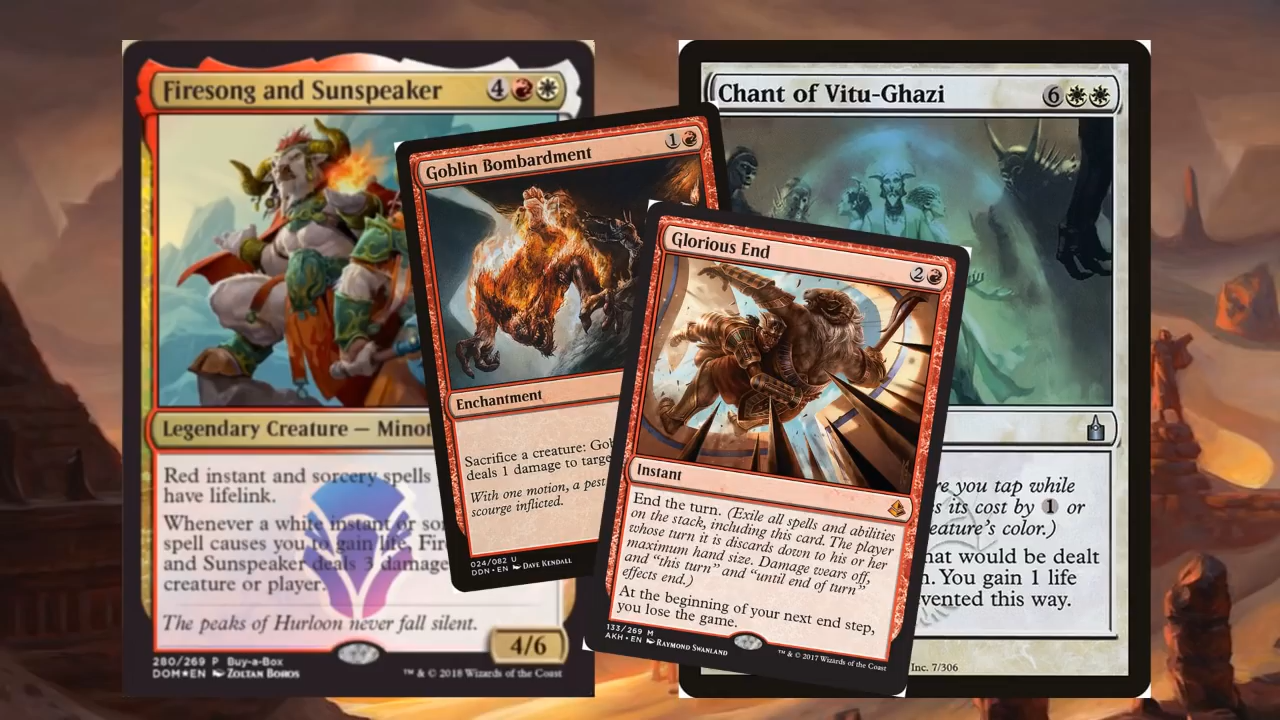 Firesong and Sunspeaker 4
Legendary Creature — Minot
Red instant and sorcery spells
have lifelink.
Whenever a white instant or sor
spell causes you to gain life, Fire
and Sunspeaker deals 3 damage
creature or player.
The peaks of Hurloon never fall silent.
4/6
280/269 P Buy-a-Box
DOM★EN Zoltan Boros
™ & © 2018 Wizards of the Coast
Goblin Bombardment 1
Enchantment
Sacrifice a creature: Gob
deals 1 damage to target
With one motion, a pest
scourge inflicted.
024/082 U
DDN • EN Dave Kendall
Glorious End
2
Instant
End the turn. (Exile all spells and abilities
on the stack, including this card. The player
whose turn it is discards down to his or her
maximum hand size. Damage wears off,
and “this turn” and “until end of turn”
effects end.)
At the beginning of your next end step,
you lose the game.
133/269 M
AKH • EN Raymond Swanland
™ & © 2017 Wizards of the Coast
Chant of Vitu-Ghazi 6
re you tap while
es its cost by 1 or
eature's color.)
hat would be dealt
n. You gain 1 life
vented this way.
Inc. 7/306